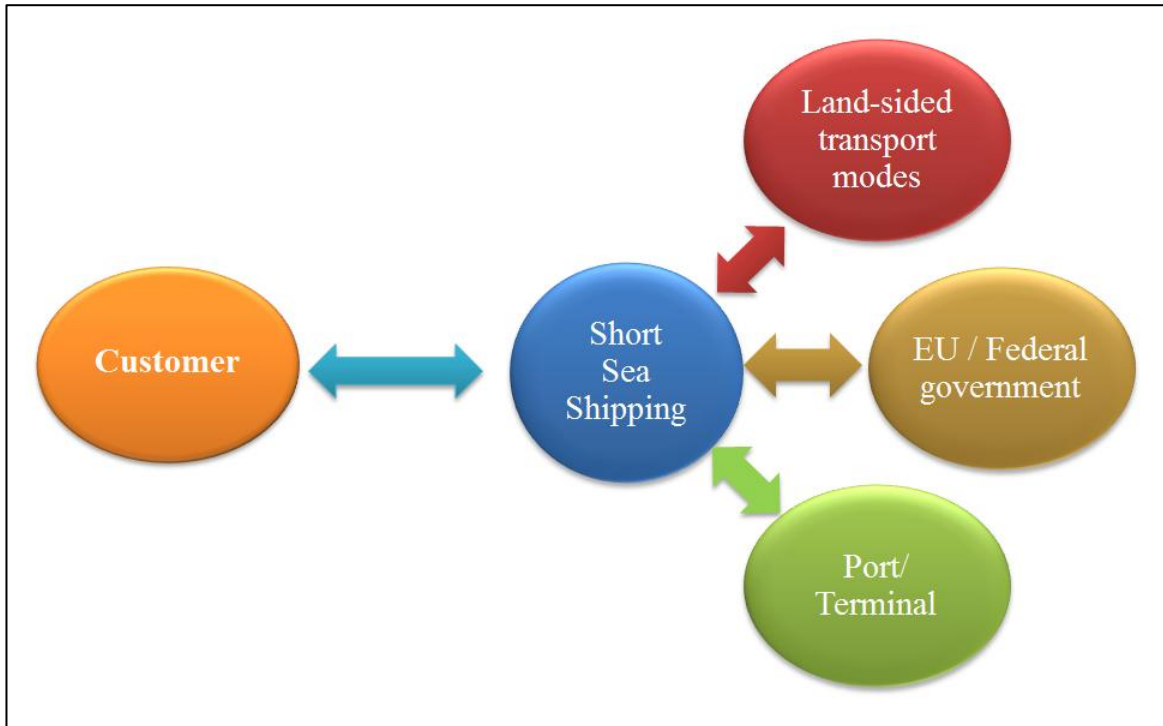 Land-sided
transport
modes
Customer
Short
Sea
Shipping
EU / Federal
government
Port/
Terminal